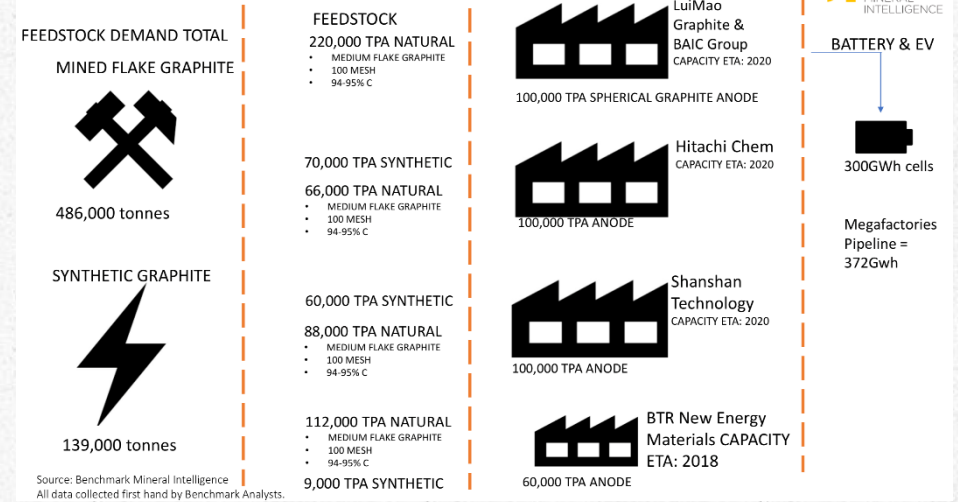 FEEDSTOCK DEMAND TOTAL
MINED FLAKE GRAPHITE
486,000 tonnes
SYNTHETIC GRAPHITE
139,000 tonnes
Source: Benchmark Mineral Intelligence
All data collected first hand by Benchmark Analysts.
FEEDSTOCK
220,000 TPA NATURAL
• MEDIUM FLAKE GRAPHITE
• 100 MESH
• 94-95% C
70,000 TPA SYNTHETIC
66,000 TPA NATURAL
• MEDIUM FLAKE GRAPHITE
• 100 MESH
• 94-95% C
60,000 TPA SYNTHETIC
88,000 TPA NATURAL
• MEDIUM FLAKE GRAPHITE
• 100 MESH
• 94-95% C
112,000 TPA NATURAL
• MEDIUM FLAKE GRAPHITE
• 100 MESH
• 94-95% C
9,000 TPA SYNTHETIC
LuiMao
Graphite &
BAIC Group
CAPACITY ETA: 2020
100,000 TPA SPHERICAL GRAPHITE ANODE
Hitachi Chem
CAPACITY ETA: 2020
100,000 TPA ANODE
Shanshan
Technology
CAPACITY ETA: 2020
100,000 TPA ANODE
BTR New Energy
Materials CAPACITY
ETA: 2018
60,000 TPA ANODE
MINERAL
INTELLIGENCE
BATTERY & EV
300GWh cells
Megafactories
Pipeline =
372Gwh